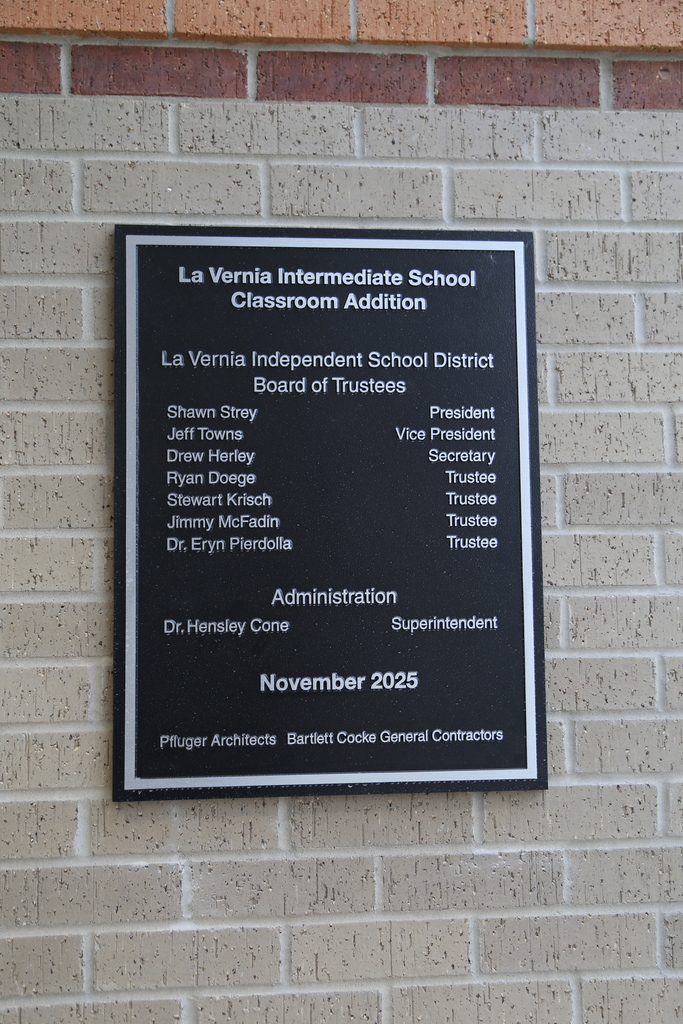 La Vernia Intermediate School
Classroom Addition
La Vernia Independent School District
Board of Trustees
Shawn Strey President
Jeff Towns Vice President
Drew Herley Secretary
Ryan Doege Trustee
Stewart Krisch Trustee
Jimmy McFadin Trustee
Dr. Eryn Pierdolla Trustee
Administration
Dr. Hensley Cone Superintendent
November 2025
Pfluger Architects Bartlett Cocke General Contractors